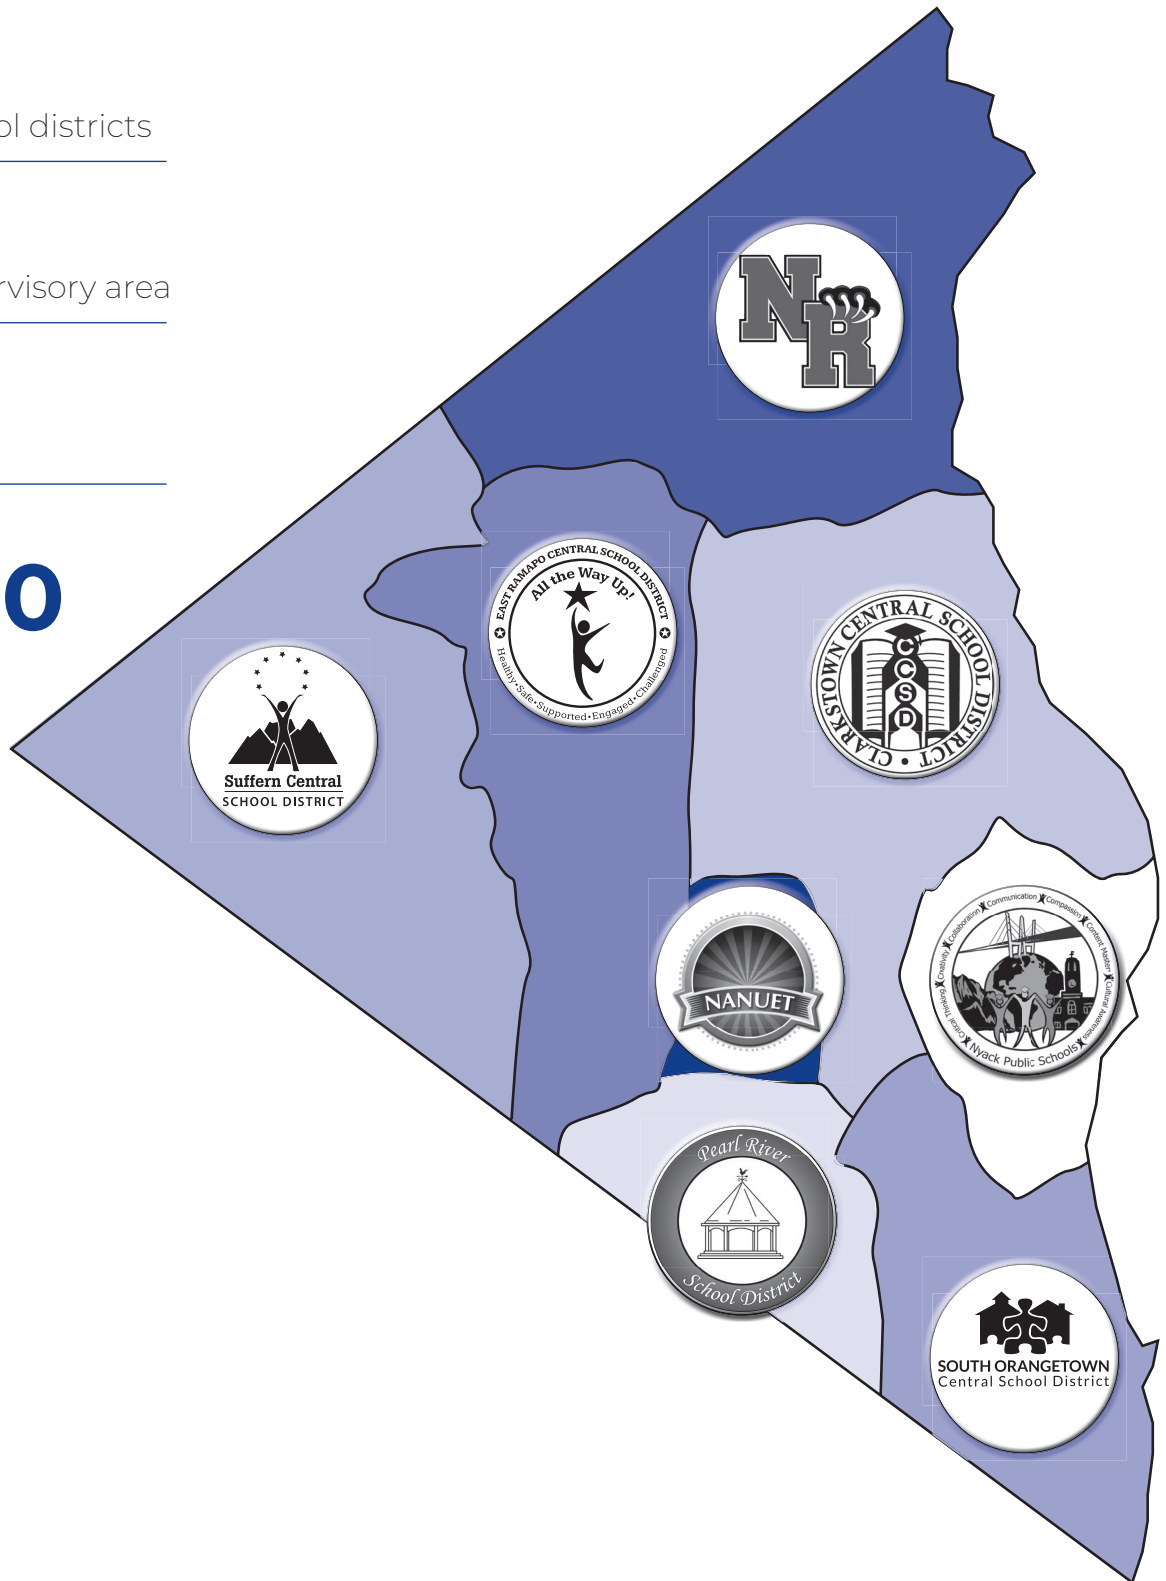 ol districts
rvisory area
0
NR
EAST RAMAPO CENTRAL SCHOOL DISTRICT
All the Way Up!
Healthy•Safe•Supported•Engaged•Challenged
CLARKSTOWN CENTRAL SCHOOL DISTRICT •
CCSD
Suffern Central
SCHOOL DISTRICT
NANUET
Critical Thinking Creativity Collaboration Communication Compassion Content Mastery Cultural Awareness
Nyack Public Schools
Pearl River
School District
SOUTH ORANGETOWN
Central School District